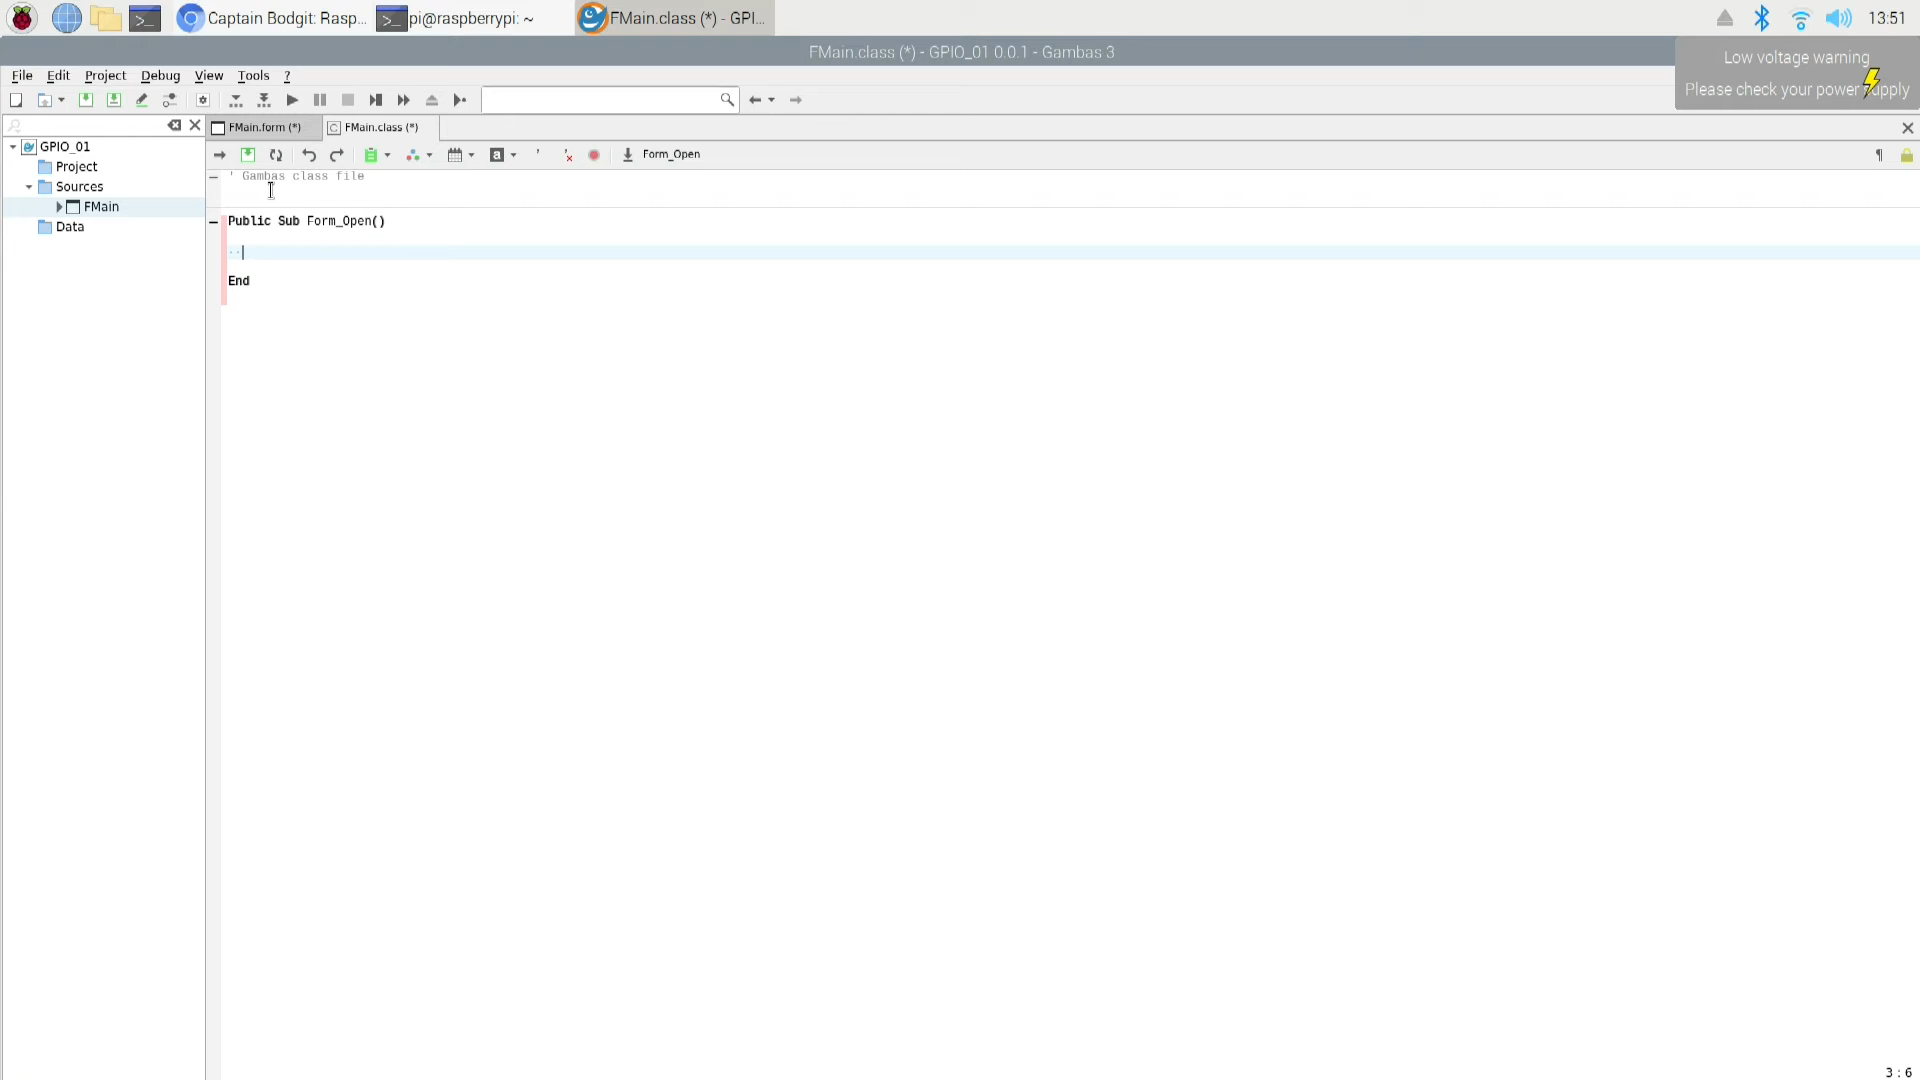 Captain Bodgit: Rasp...
pi@raspberrypi: ~
FMain.class (*) - GPI...
13:51
FMain.class (*) - GPIO_01 0.0.1 - Gambas 3
Low voltage warning
Please check your power supply
File Edit Project Debug View Tools ?
FMain.form (*)
FMain.class (*)
GPIO_01
Project
Sources
FMain
Data
a
Form_Open
¶
' Gambas class file
Public Sub Form_Open()
End
3 : 6